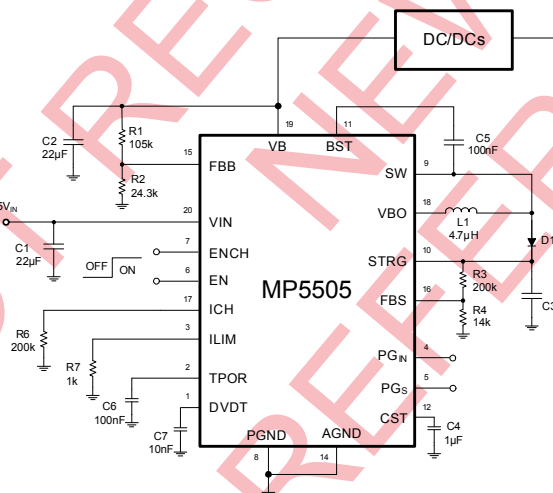 DC/DCs
19
11
VB
BST
C2
22µF
R1
105k
15
FBB
R2
24.3k
C5
100nF
9
SW
5VIN
20
VIN
18
VBO
L1
4.7µH
D1
C1
22µF
7
ENCH
OFF
ON
6
EN
10
STRG
R3
200k
MP5505
16
FBS
R4
14k
C3
17
ICH
R6
200k
3
ILIM
R7
1k
4
PGIN
2
TPOR
5
PGS
C6
100nF
1
DVDT
12
CST
C4
1µF
C7
10nF
PGND
AGND
8
14
NEW
REFER